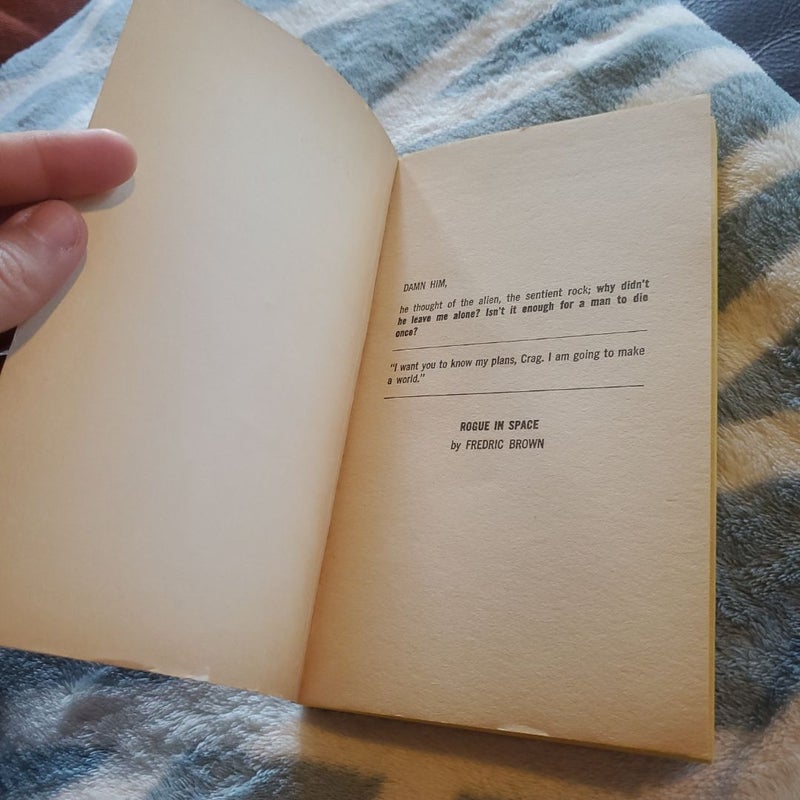 DAMN HIM,
he thought of the alien, the sentient rock; why didn't
he leave me alone? Isn't it enough for a man to die
once?
"I want you to know my plans, Crag. I am going to make
a world."
ROGUE IN SPACE
by FREDRIC BROWN